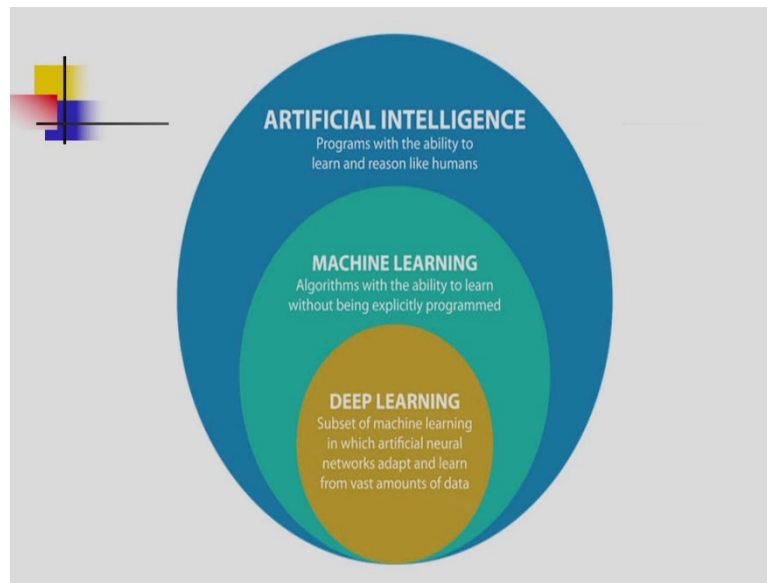 ARTIFICIAL INTELLIGENCE
Programs with the ability to
learn and reason like humans
MACHINE LEARNING
Algorithms with the ability to learn
without being explicitly programmed
DEEP LEARNING
Subset of machine learning
in which artificial neural
networks adapt and learn
from vast amounts of data